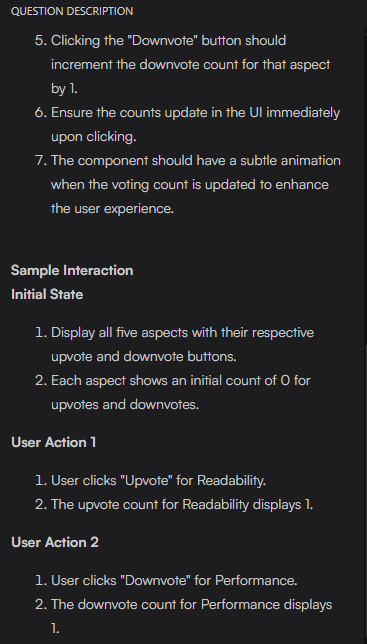 QUESTION DESCRIPTION
5. Clicking the "Downvote" button should
increment the downvote count for that aspect
by 1.
6. Ensure the counts update in the UI immediately
upon clicking.
7. The component should have a subtle animation
when the voting count is updated to enhance
the user experience.
Sample Interaction
Initial State
1. Display all five aspects with their respective
upvote and downvote buttons.
2. Each aspect shows an initial count of 0 for
upvotes and downvotes.
User Action 1
1. User clicks "Upvote" for Readability.
2. The upvote count for Readability displays 1.
User Action 2
1. User clicks "Downvote" for Performance.
2. The downvote count for Performance displays
1.